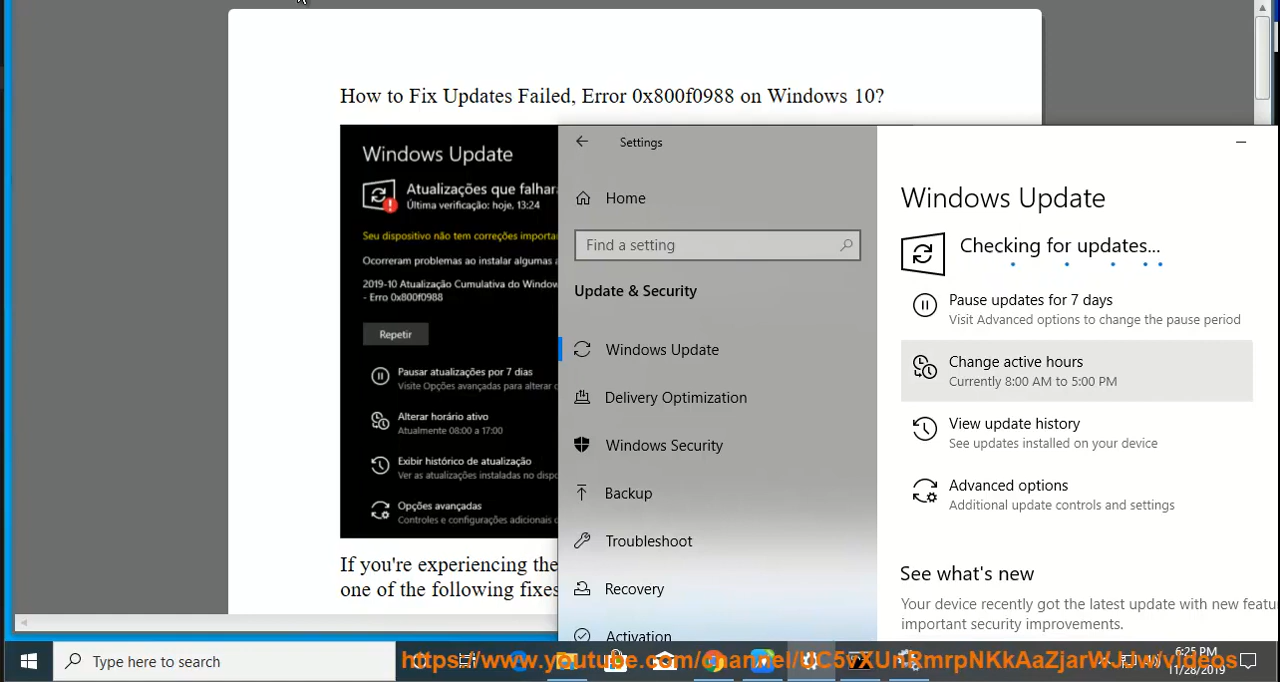 How to Fix Updates Failed, Error 0x800f0988 on Windows 10?
Windows Update
Atualizações que falhar
Última verificação: hoje, 13:24
Seu dispositivo não tem correções importa
Ocorreram problemas ao instalar algumas a
2019-10 Atualização Cumulativa do Window
- Erro 0x800f0988
Repetir
Pausar atualizações por 7 dias
Visite Opções avançadas para alterar o
Alterar horário ativo
Atualmente 08:00 a 17:00
Exibir histórico de atualização
Ver as atualizações instaladas no dispo
Opções avançadas
Controles e configurações adicionais d
If you're experiencing the
one of the following fixes
Settings
Home
Find a setting
Update & Security
Windows Update
Delivery Optimization
Windows Security
Backup
Troubleshoot
Recovery
Activation
Windows Update
Checking for updates...
Pause updates for 7 days
Visit Advanced options to change the pause period
Change active hours
Currently 8:00 AM to 5:00 PM
View update history
See updates installed on your device
Advanced options
Additional update controls and settings
See what's new
Your device recently got the latest update with new featu
important security improvements.
Type here to search
6:25 PM
11/28/2019